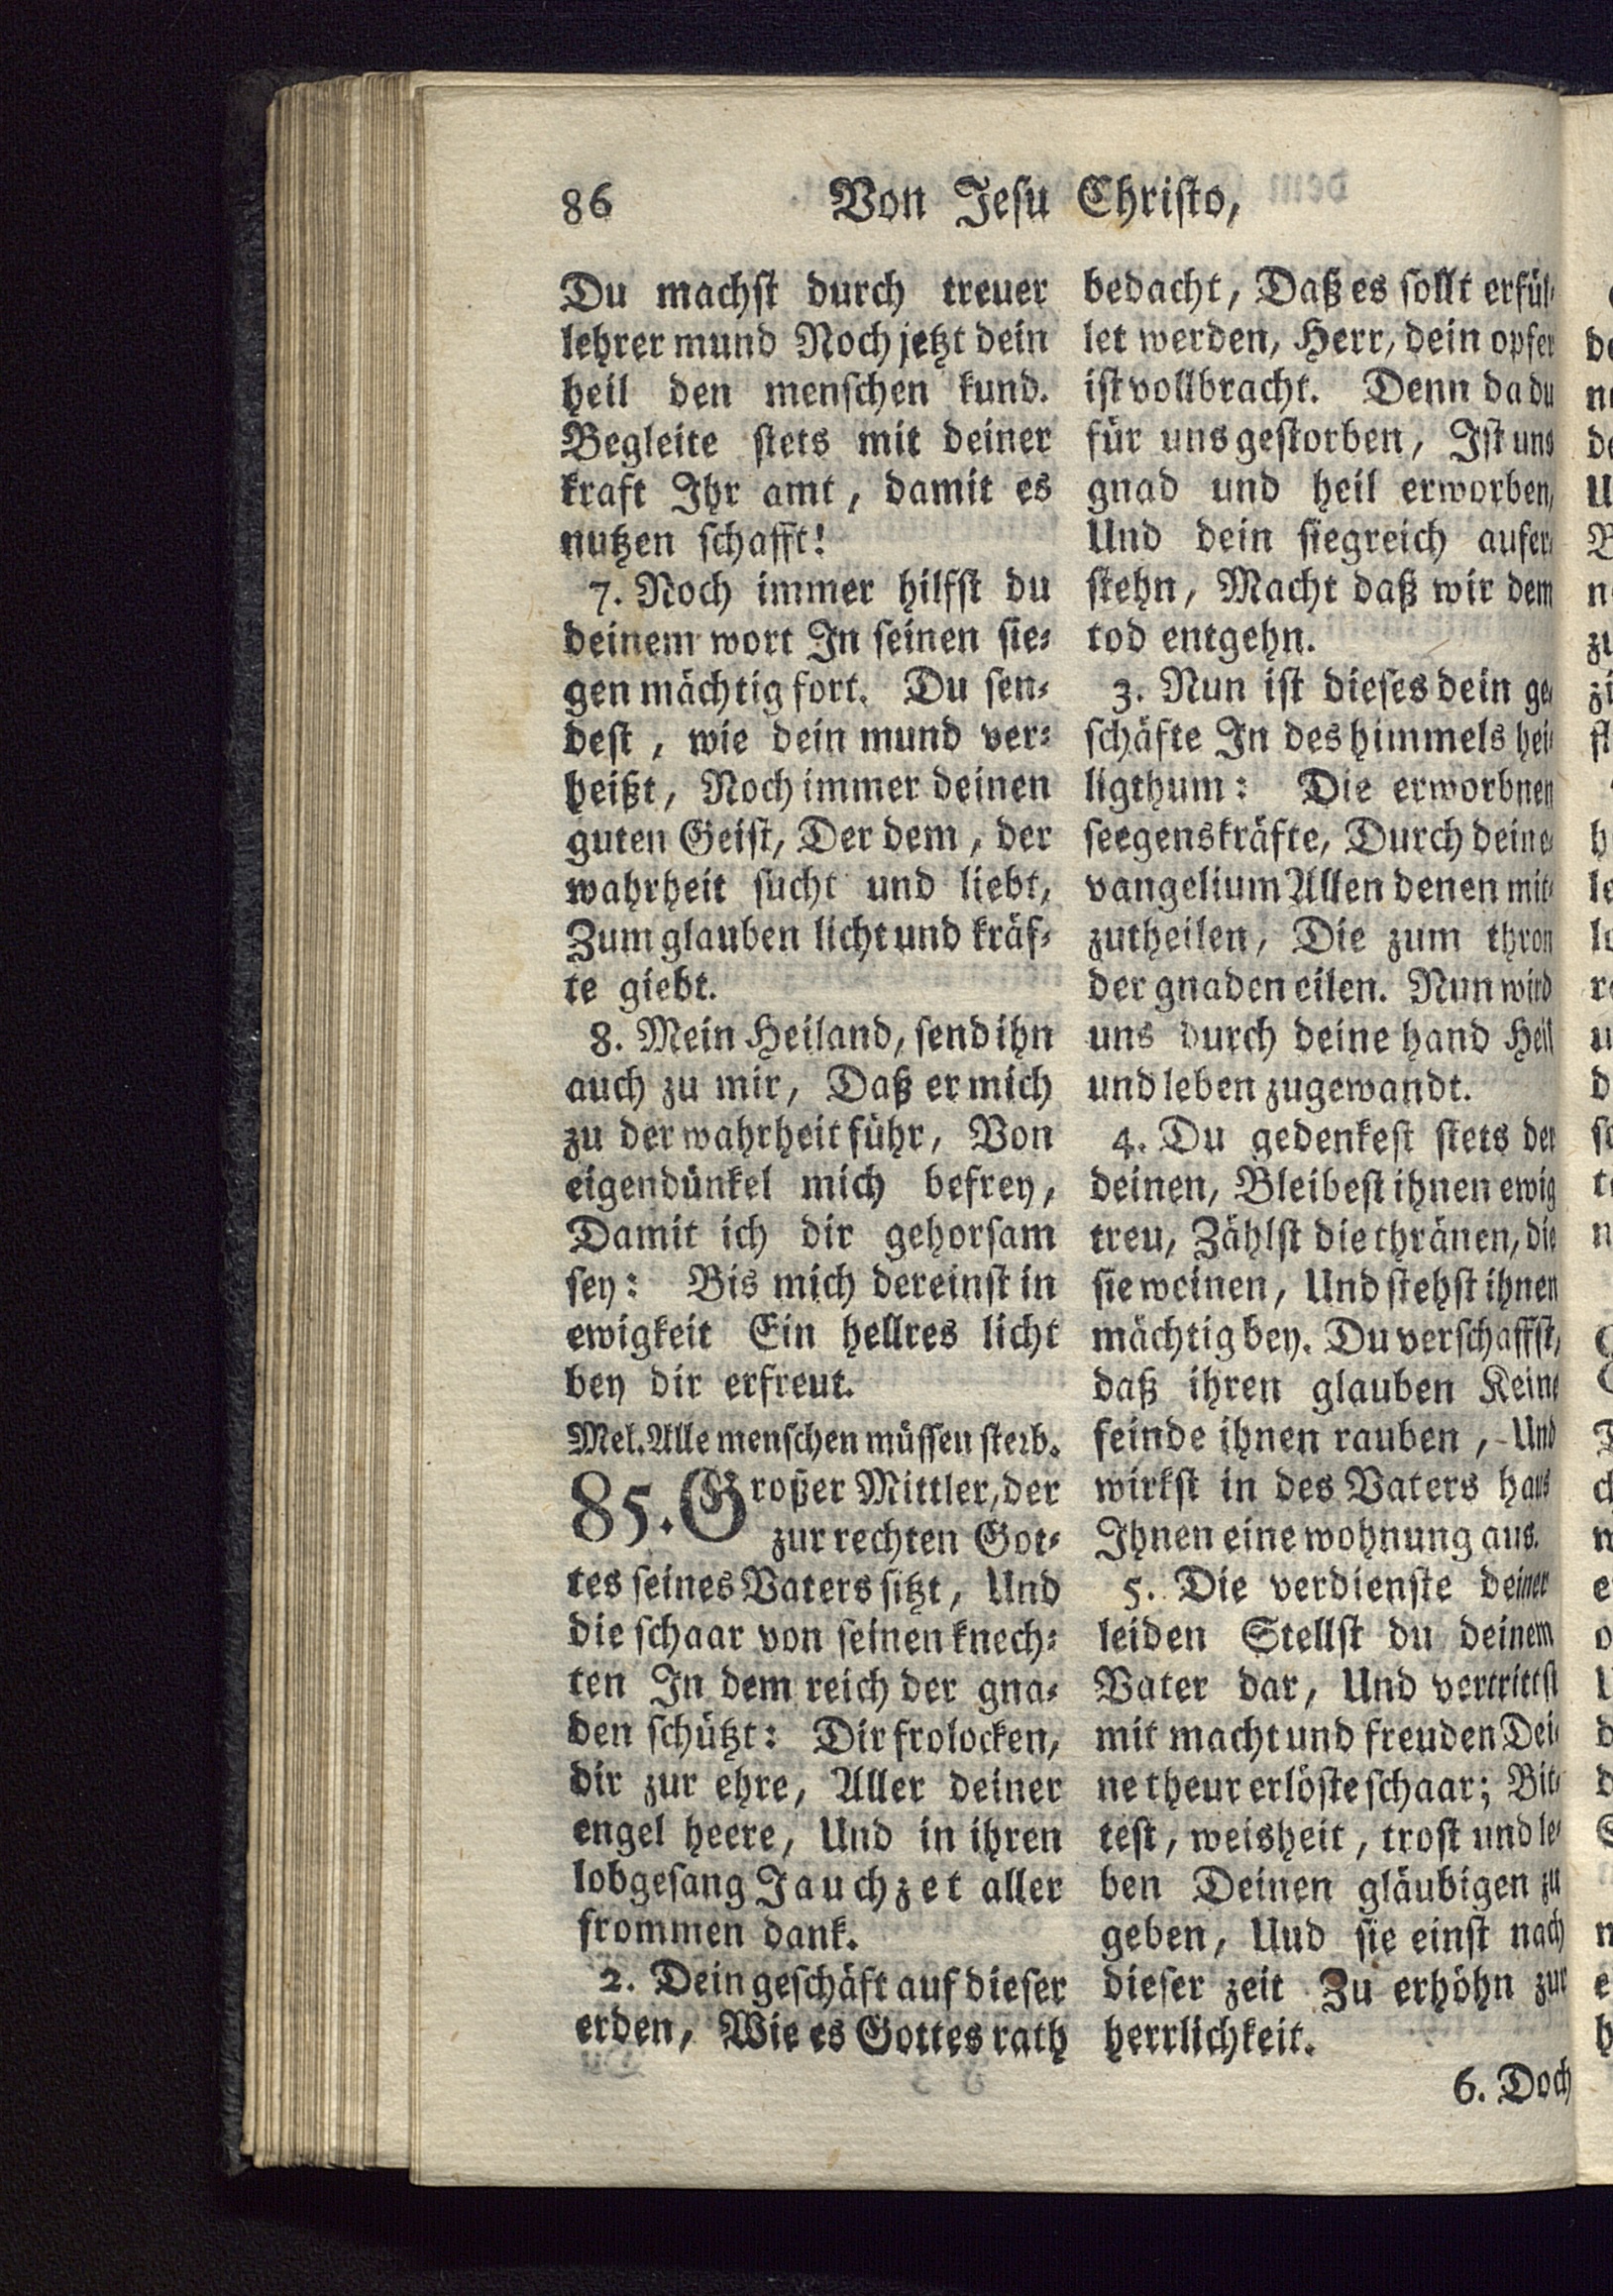 86 Von Jeſu Chriſto,
Du machſt durch treuer
lehrer mund Noch jetzt dein
heil den menſchen kund.
Begleite ſtets mit deiner
kraft Ihr amt, damit es
nutzen ſchafft!
7. Noch immer hilfſt du
deinem wort In ſeinen ſie⸗
gen mächtig fort. Du ſen⸗
deſt, wie dein mund ver⸗
heißt, Noch immer deinen
guten Geiſt, Der dem, der
wahrheit ſucht und liebt,
Zum glauben licht und kräf⸗
te giebt.
8. Mein Heiland, ſend ihn
auch zu mir, Daß er mich
zu der wahrheit führ, Von
eigendünkel mich befrey,
Damit ich dir gehorſam
ſey: Bis mich dereinſt in
ewigkeit Ein hellres licht
bey dir erfreut.
Mel. Alle menſchen müſſen ſterb.
85. Großer Mittler, der
zur rechten Got⸗
tes ſeines Vaters ſitzt, Und
die ſchaar von ſeinen knech⸗
ten In dem reich der gna⸗
den ſchützt: Dir frolocken,
dir zur ehre, Aller deiner
engel heere, Und in ihren
lobgeſang Jauchzet aller
frommen dank.
2. Dein geſchäft auf dieſer
erden, Wie es Gottes rath
bedacht, Daß es ſollt erfül⸗
let werden, Herr, dein opfer
iſt vollbracht. Denn da du
für uns geſtorben, Iſt uns
gnad und heil erworben,
Und dein ſiegreich aufer⸗
ſtehn, Macht daß wir dem
tod entgehn.
3. Nun iſt dieſes dein ge⸗
ſchäfte In des himmels hei⸗
ligthum: Die erworbnen
ſeegenskräfte, Durch dein e⸗
vangelium Allen denen mit⸗
zutheilen, Die zum thron
der gnaden eilen. Nun wird
uns durch deine hand Heil
und leben zugewandt.
4. Du gedenkeſt ſtets der
deinen, Bleibeſt ihnen ewig
treu, Zählſt die thränen, die
ſie weinen, Und ſtehſt ihnen
mächtig bey. Du verſchaffſt,
daß ihren glauben Keine
feinde ihnen rauben, Und
wirkſt in des Vaters haus
Ihnen eine wohnung aus.
5. Die verdienſte deiner
leiden Stellſt du deinem
Vater dar, Und vertrittſt
mit macht und freuden Dei⸗
ne theur erlöſte ſchaar; Bit⸗
teſt, weisheit, troſt und le⸗
ben Deinen gläubigen zu
geben, Uud ſie einſt nach
dieſer zeit Zu erhöhn zur
herrlichkeit.
6. Doch